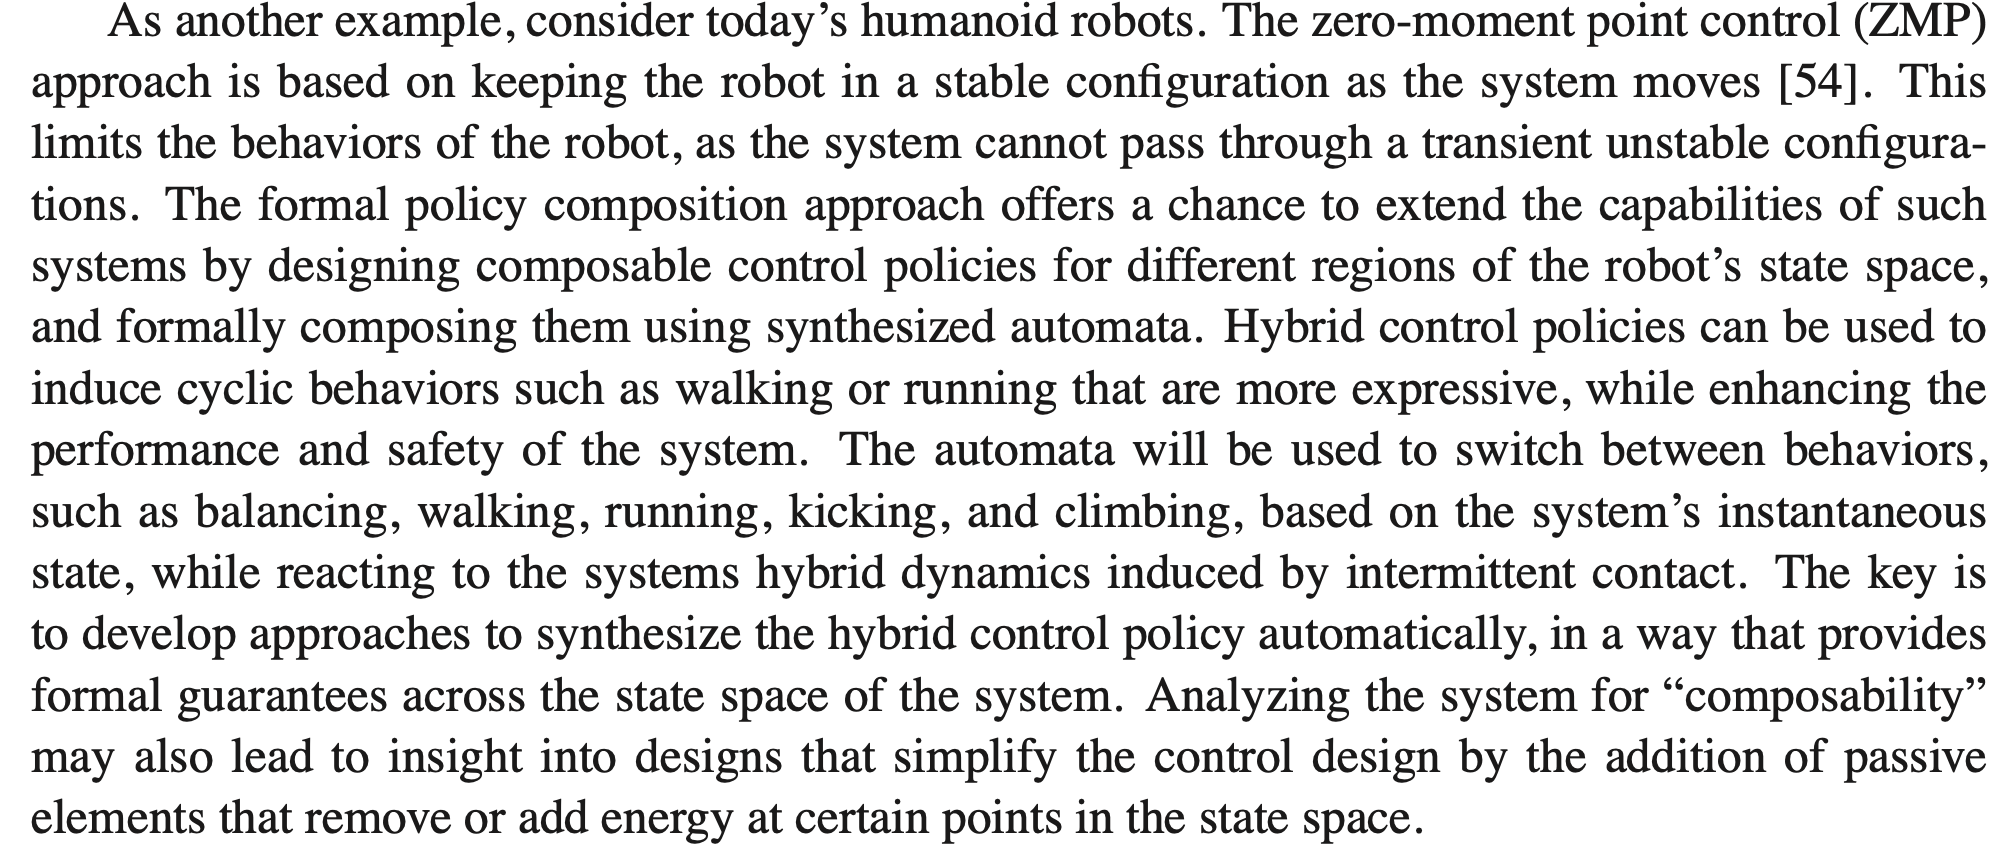 As another example, consider today’s humanoid robots. The zero-moment point control (ZMP)
approach is based on keeping the robot in a stable configuration as the system moves [54]. This
limits the behaviors of the robot, as the system cannot pass through a transient unstable configura-
tions. The formal policy composition approach offers a chance to extend the capabilities of such
systems by designing composable control policies for different regions of the robot’s state space,
and formally composing them using synthesized automata. Hybrid control policies can be used to
induce cyclic behaviors such as walking or running that are more expressive, while enhancing the
performance and safety of the system. The automata will be used to switch between behaviors,
such as balancing, walking, running, kicking, and climbing, based on the system’s instantaneous
state, while reacting to the systems hybrid dynamics induced by intermittent contact. The key is
to develop approaches to synthesize the hybrid control policy automatically, in a way that provides
formal guarantees across the state space of the system. Analyzing the system for “composability”
may also lead to insight into designs that simplify the control design by the addition of passive
elements that remove or add energy at certain points in the state space.